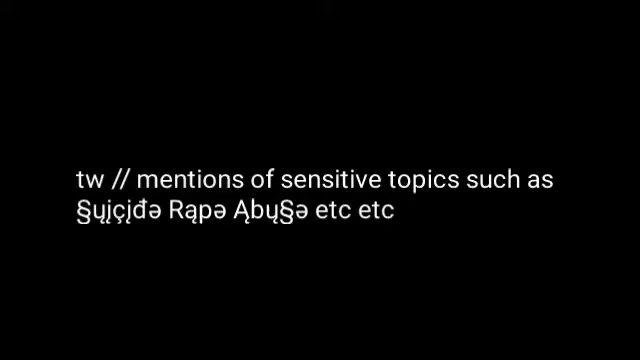 tw // mentions of sensitive topics such as
§ųįçįđə Rąpə Ąbų§ə etc etc